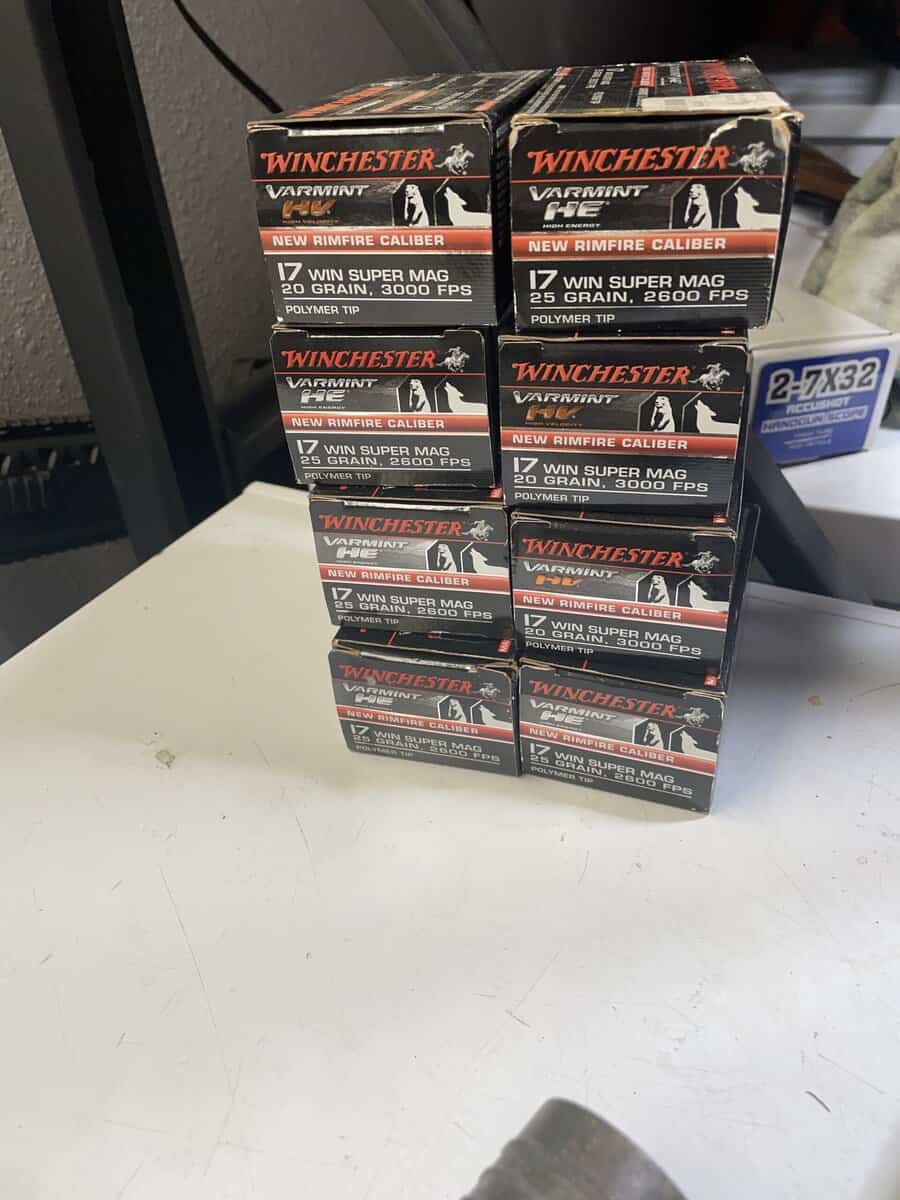 WINCHESTER
VARMINT
HV
HIGH VELOCITY
NEW RIMFIRE CALIBER
17 WIN SUPER MAG
20 GRAIN, 3000 FPS
POLYMER TIP
WINCHESTER
VARMINT
HE
HIGH ENERGY
NEW RIMFIRE CALIBER
17 WIN SUPER MAG
25 GRAIN, 2600 FPS
POLYMER TIP
WINCHESTER
VARMINT
HE
HIGH ENERGY
NEW RIMFIRE CALIBER
17 WIN SUPER MAG
25 GRAIN, 2600 FPS
POLYMER TIP
WINCHESTER
VARMINT
HV
HIGH VELOCITY
NEW RIMFIRE CALIBER
17 WIN SUPER MAG
20 GRAIN, 3000 FPS
POLYMER TIP
2-7X32
ACCUSHOT
HANDGUN SCOPE
WINCHESTER
VARMINT
HE
NEW RIMFIRE CALIBER
17 WIN SUPER MAG
25 GRAIN, 2600 FPS
POLYMER TIP
WINCHESTER
VARMINT
HV
NEW RIMFIRE CALIBER
17 WIN SUPER MAG
20 GRAIN, 3000 FPS
POLYMER TIP
WINCHESTER
VARMINT
HE
NEW RIMFIRE CALIBER
17 WIN SUPER MAG
25 GRAIN, 2600 FPS
POLYMER TIP
WINCHESTER
VARMINT
HE
NEW RIMFIRE CALIBER
17 WIN SUPER MAG
25 GRAIN, 2600 FPS
POLYMER TIP